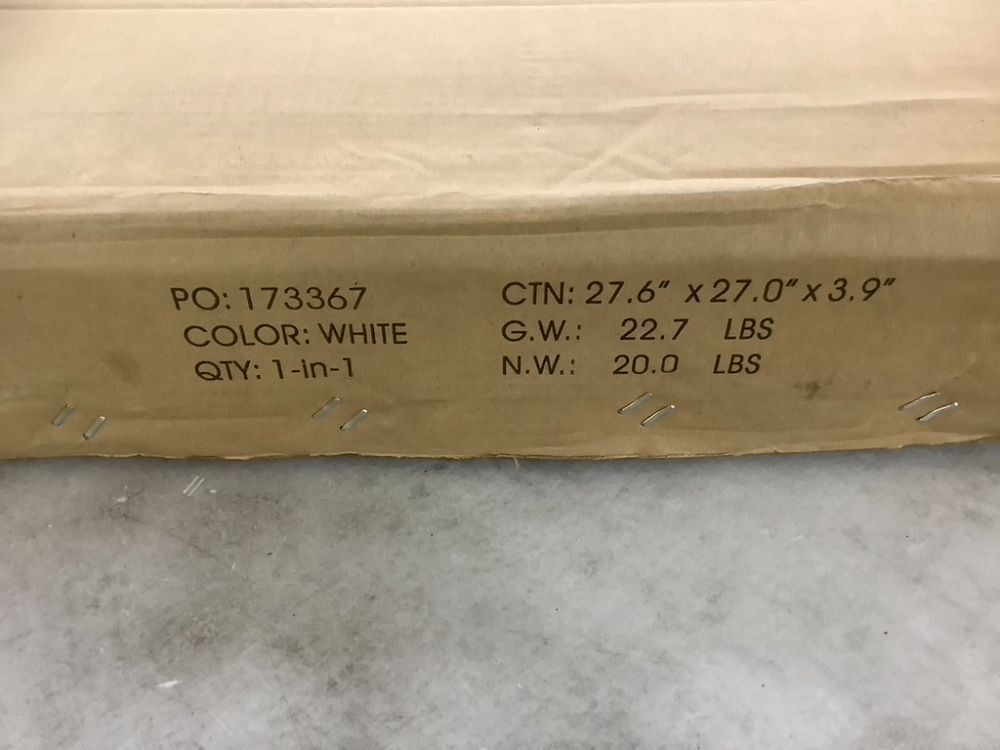 PO: 173367
COLOR: WHITE
QTY: 1-in-1
CTN: 27.6" x 27.0" x 3.9"
G.W.: 22.7 LBS
N.W.: 20.0 LBS